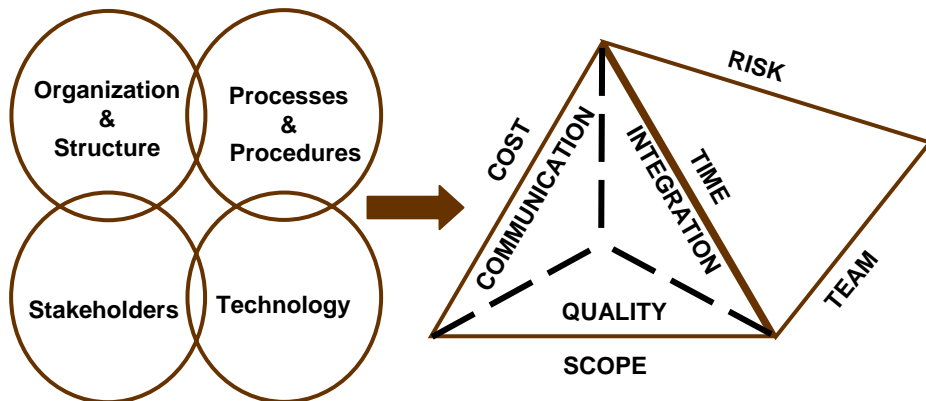 Organization
&
Structure
Processes
&
Procedures
Stakeholders
Technology
COST
COMMUNICATION
INTEGRATION
TIME
RISK
TEAM
QUALITY
SCOPE